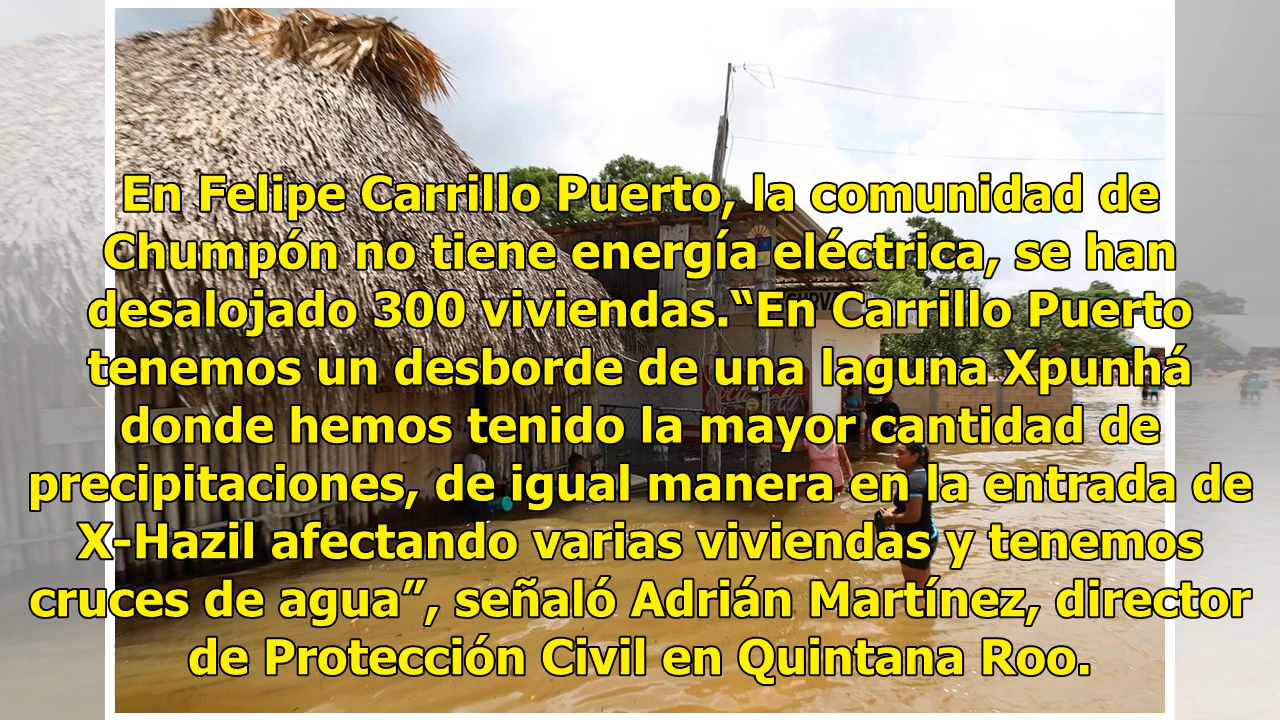 En Felipe Carrillo Puerto, la comunidad de
Chumpón no tiene energía eléctrica, se han
desalojado 300 viviendas.“En Carrillo Puerto
tenemos un desborde de una laguna Xpunhá
donde hemos tenido la mayor cantidad de
precipitaciones, de igual manera en la entrada de
X-Hazil afectando varias viviendas y tenemos
cruces de agua”, señaló Adrián Martínez, director
de Protección Civil en Quintana Roo.